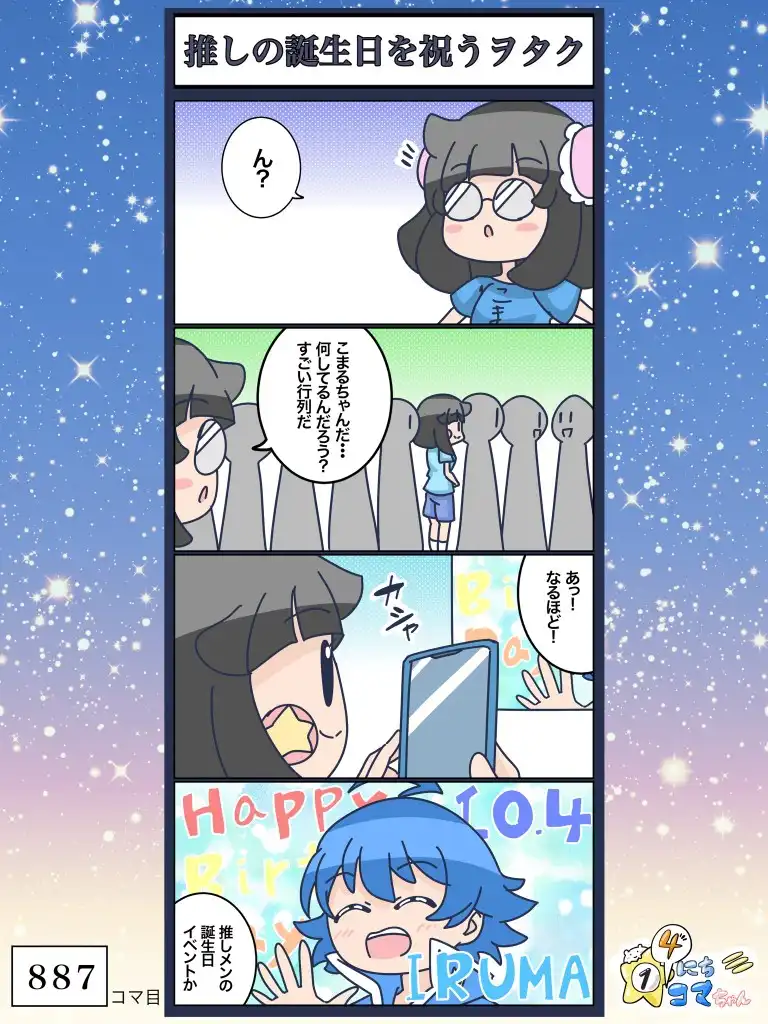 推しの誕生日を祝うヲタク
ん?
こまるちゃんだ…
何してるんだろう?
すごい行列だ
カシャ
あっ!
なるほど!
Bi
Da
Happy 10.4
Birt
y
推しメンの
誕生日
イベントか
IRUMA
887
コマ目
1
4
にち
コマ
ちゃん